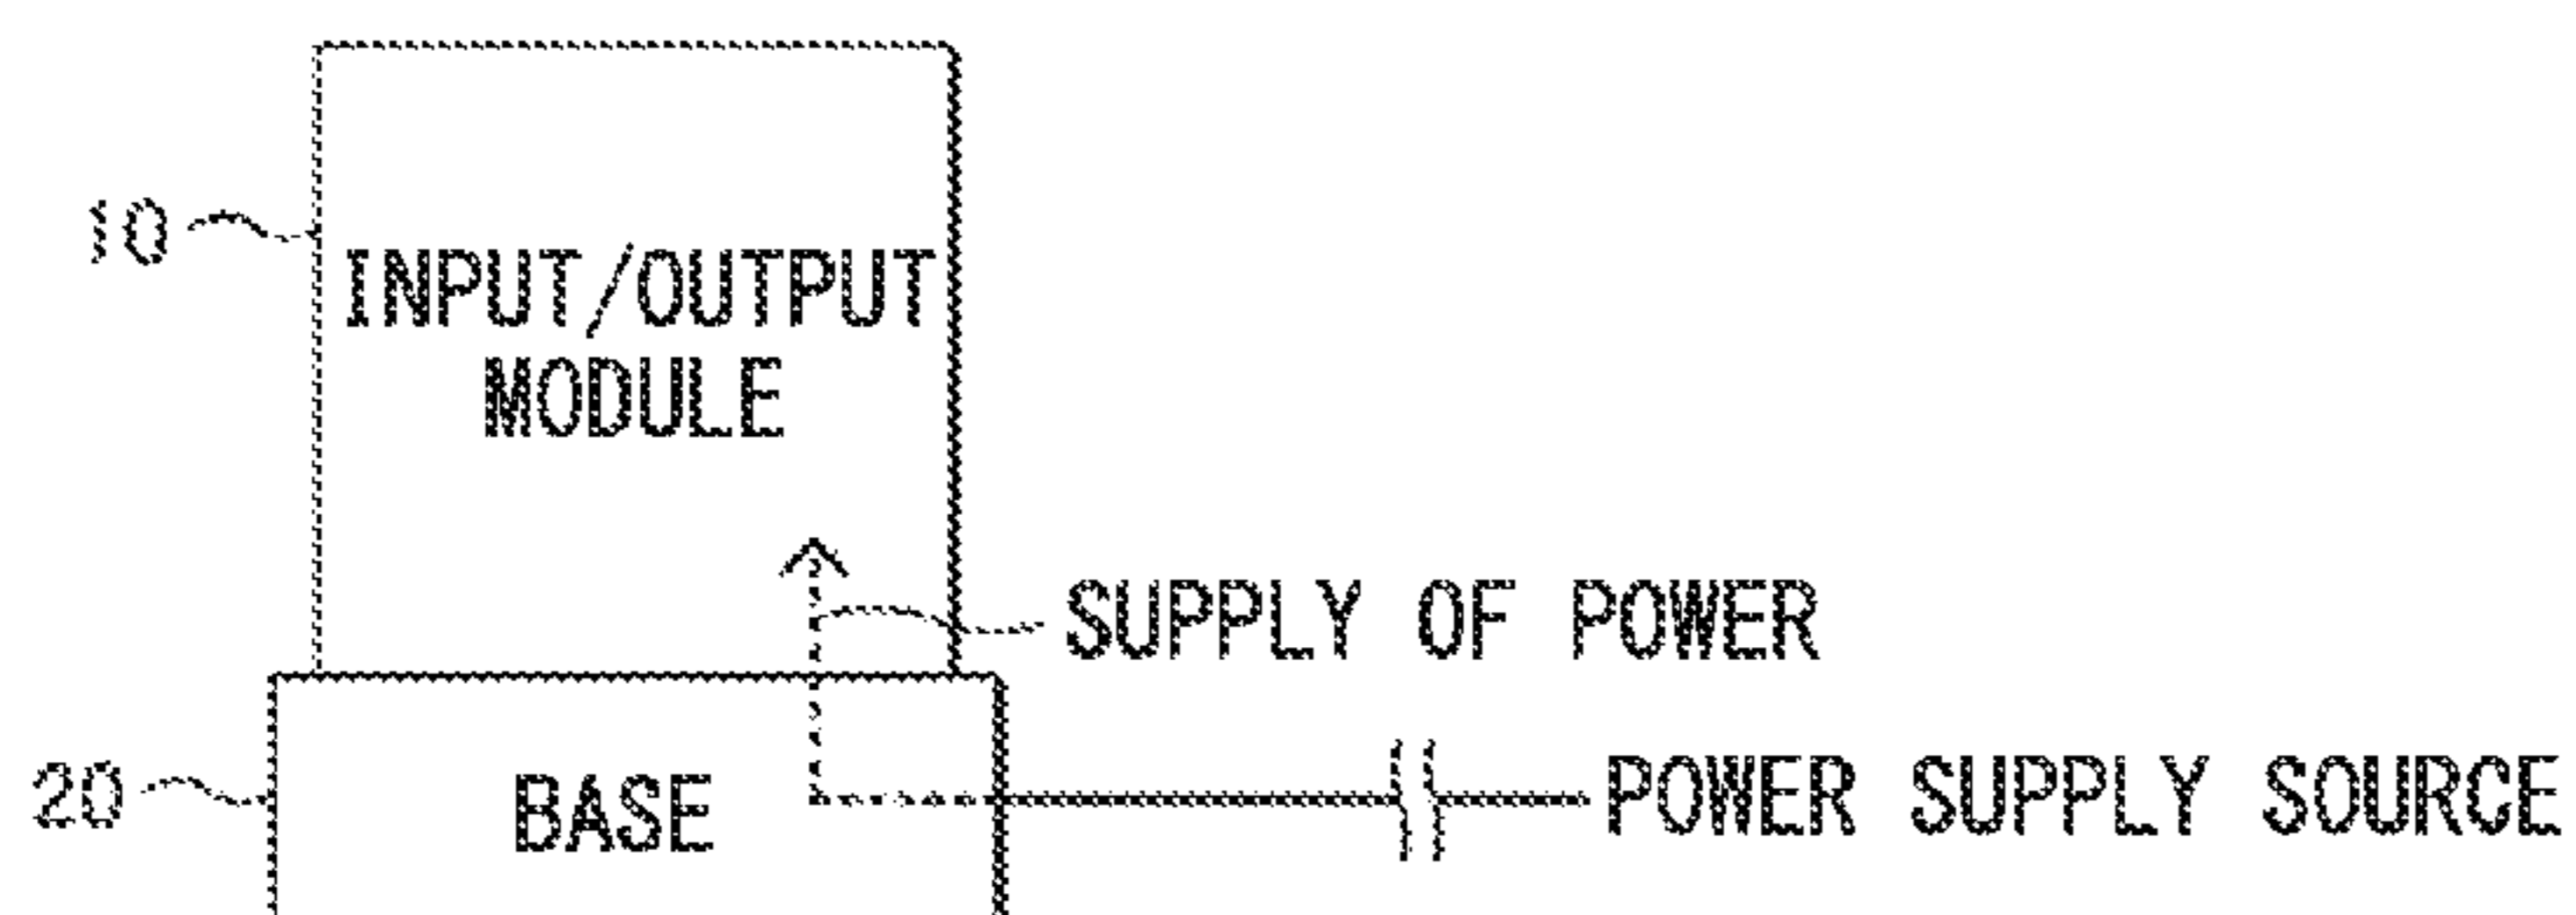 10
INPUT/OUTPUT
MODULE
SUPPLY OF POWER
20
BASE
POWER SUPPLY SOURCE